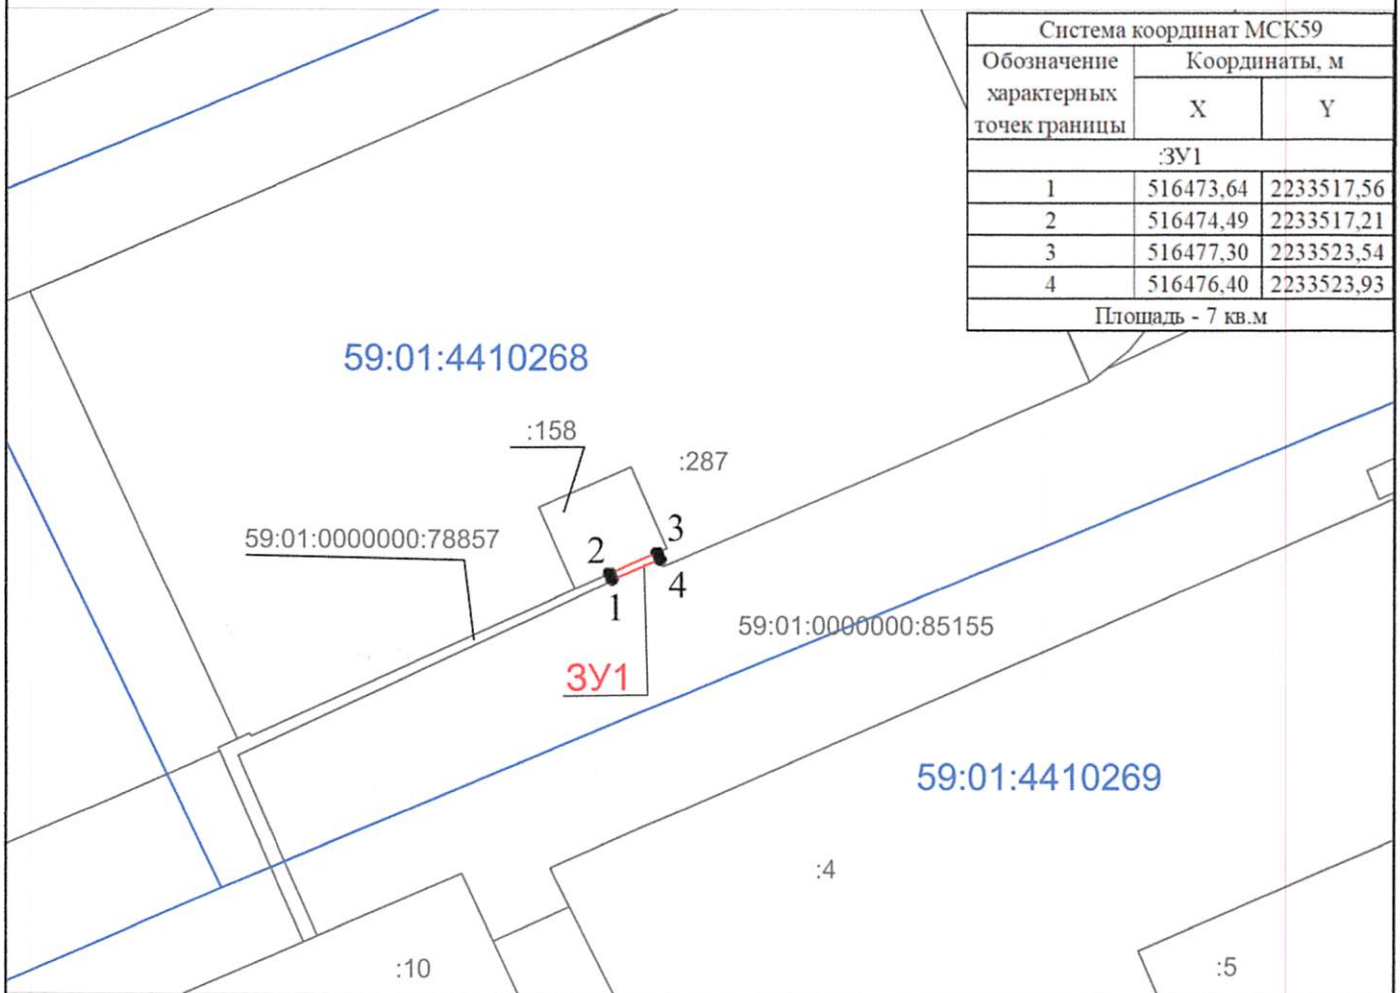 Система координат МСК59
Обозначение характерных точек границы
Координаты, м
X Y
:ЗУ1
1 516473,64 2233517,56
2 516474,49 2233517,21
3 516477,30 2233523,54
4 516476,40 2233523,93
Площадь - 7 кв.м
59:01:4410268
:158
:287
59:01:0000000:78857
2
3
1
4
59:01:0000000:85155
ЗУ1
59:01:4410269
:4
:10
:5